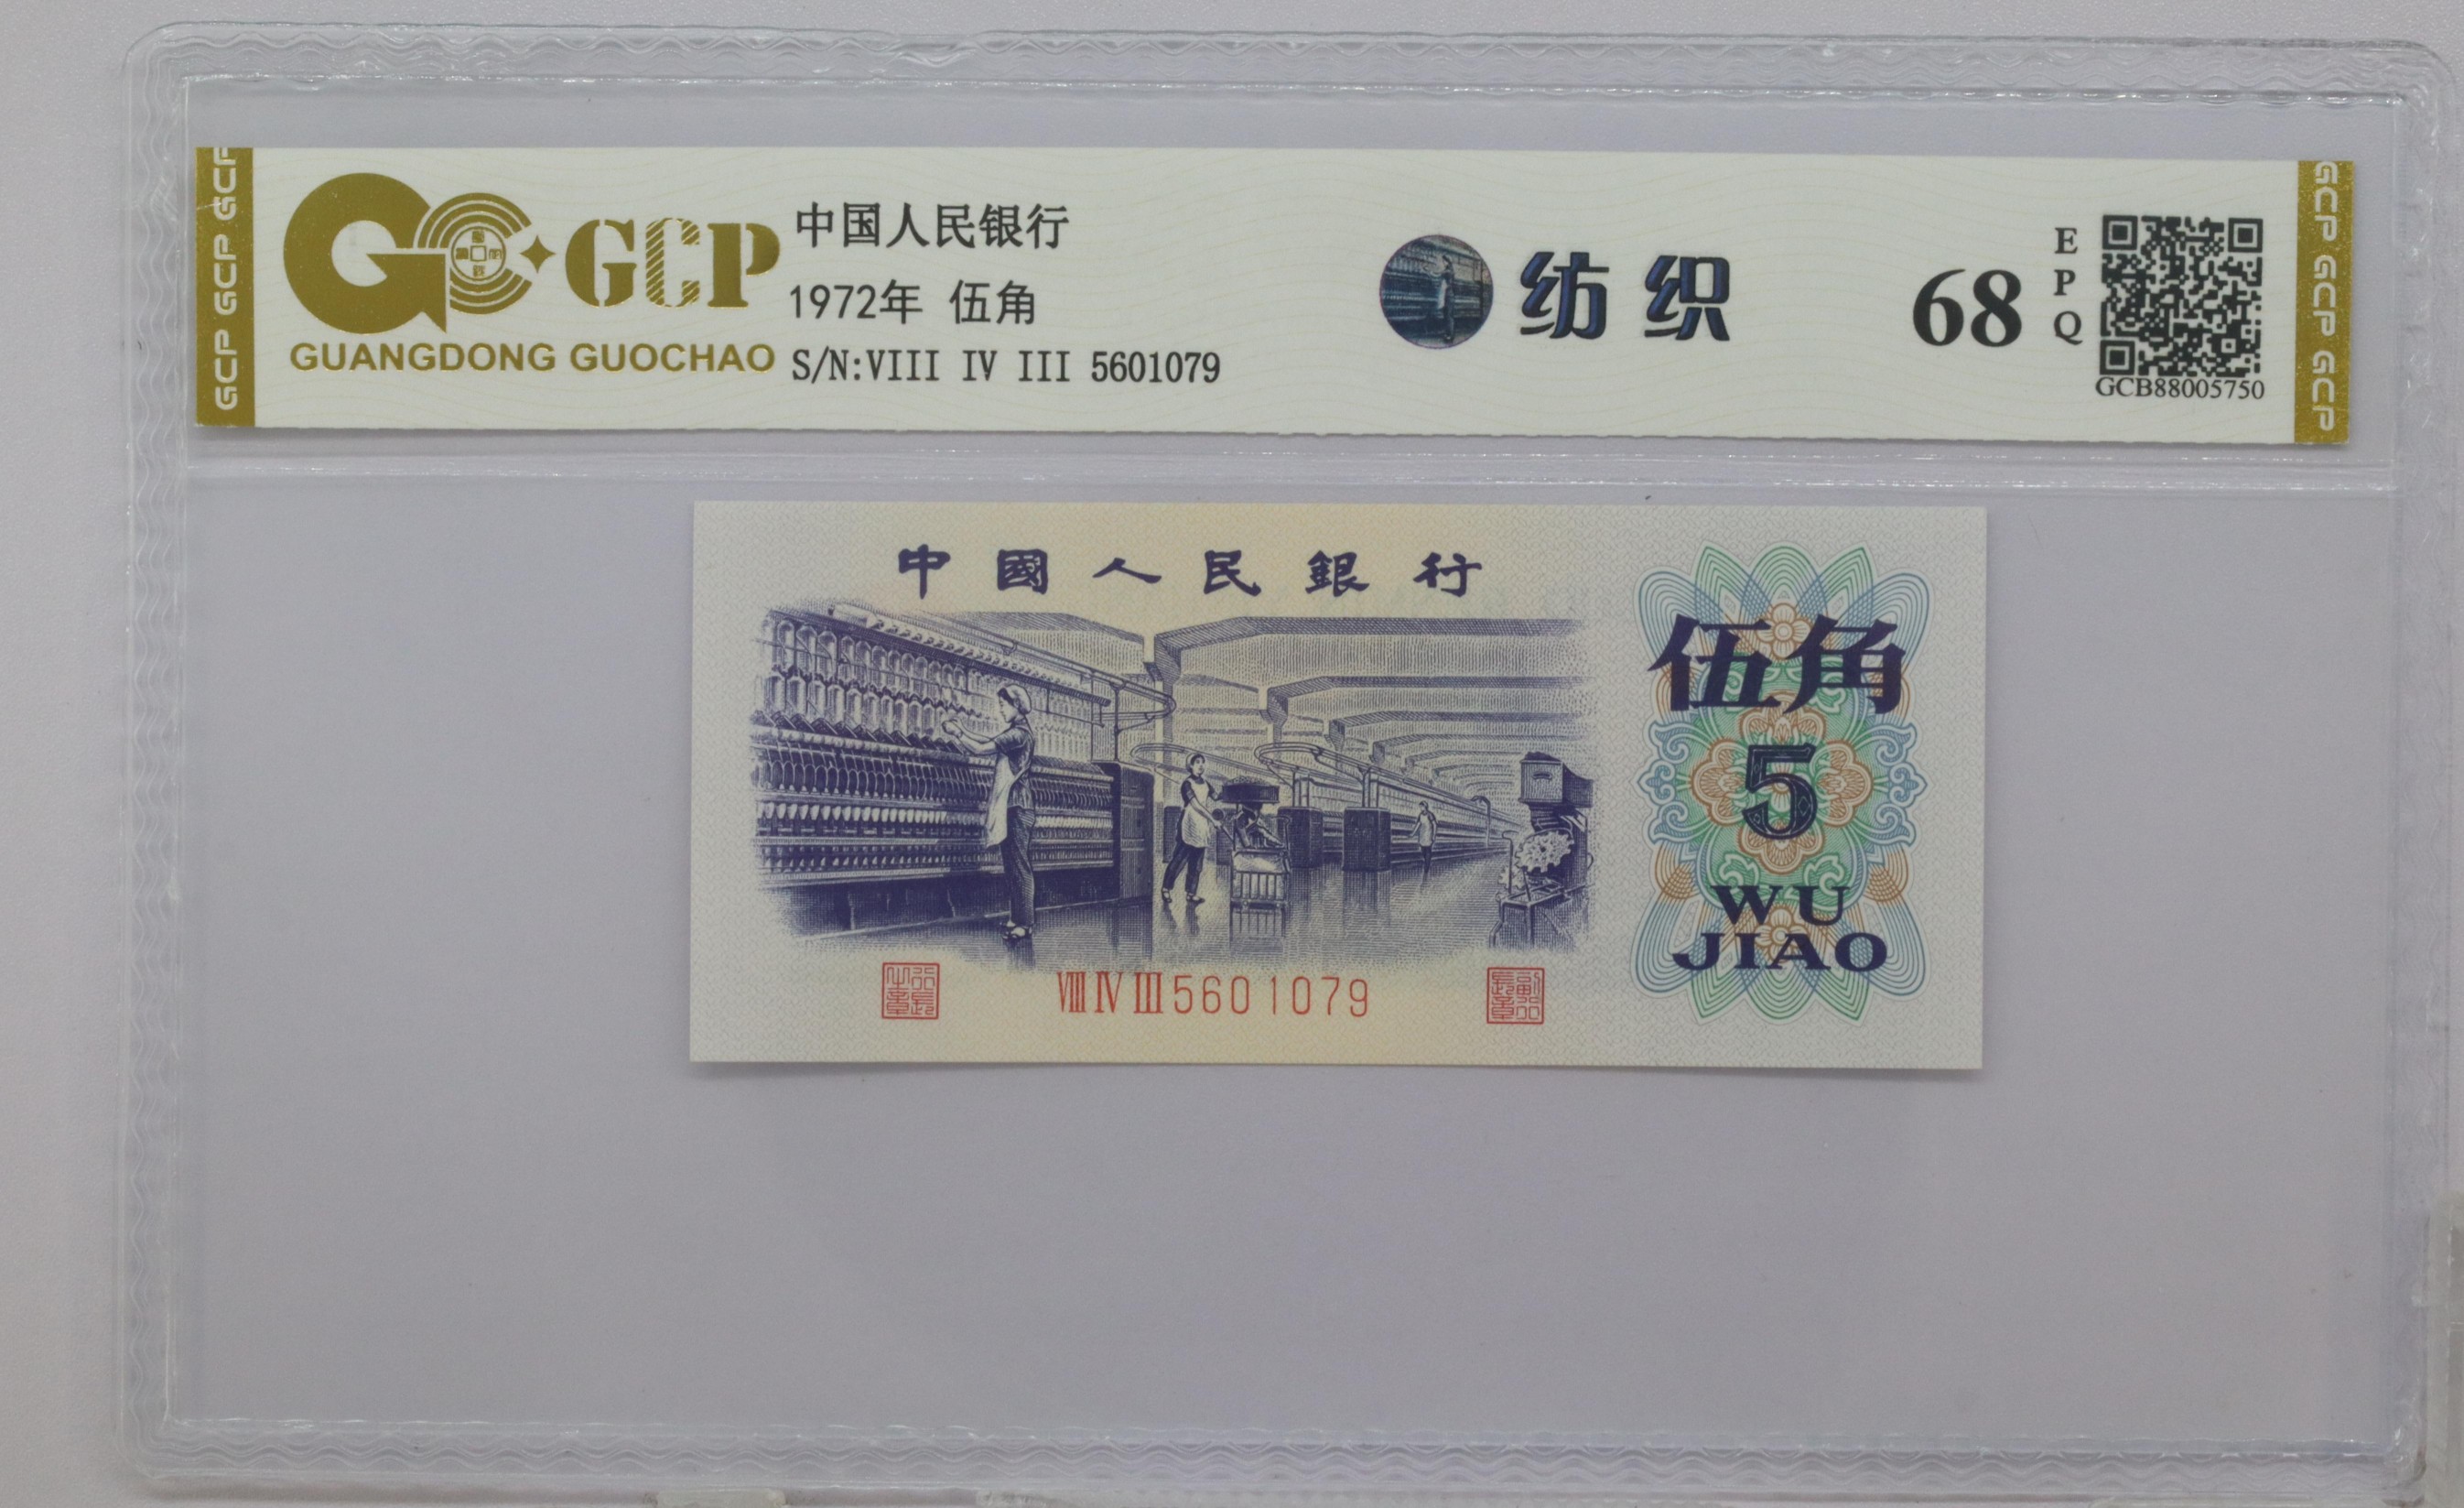 GCP GCP GCP
GCP
GUANGDONG GUOCHAO
中国人民银行
1972年 伍角
S/N:VIII IV III 5601079
纺织
68
EPQ
GCB88005750
GCP GCP GCP
中國人民銀行
伍角
5
WU
JIAO
VIII IV III 5601079